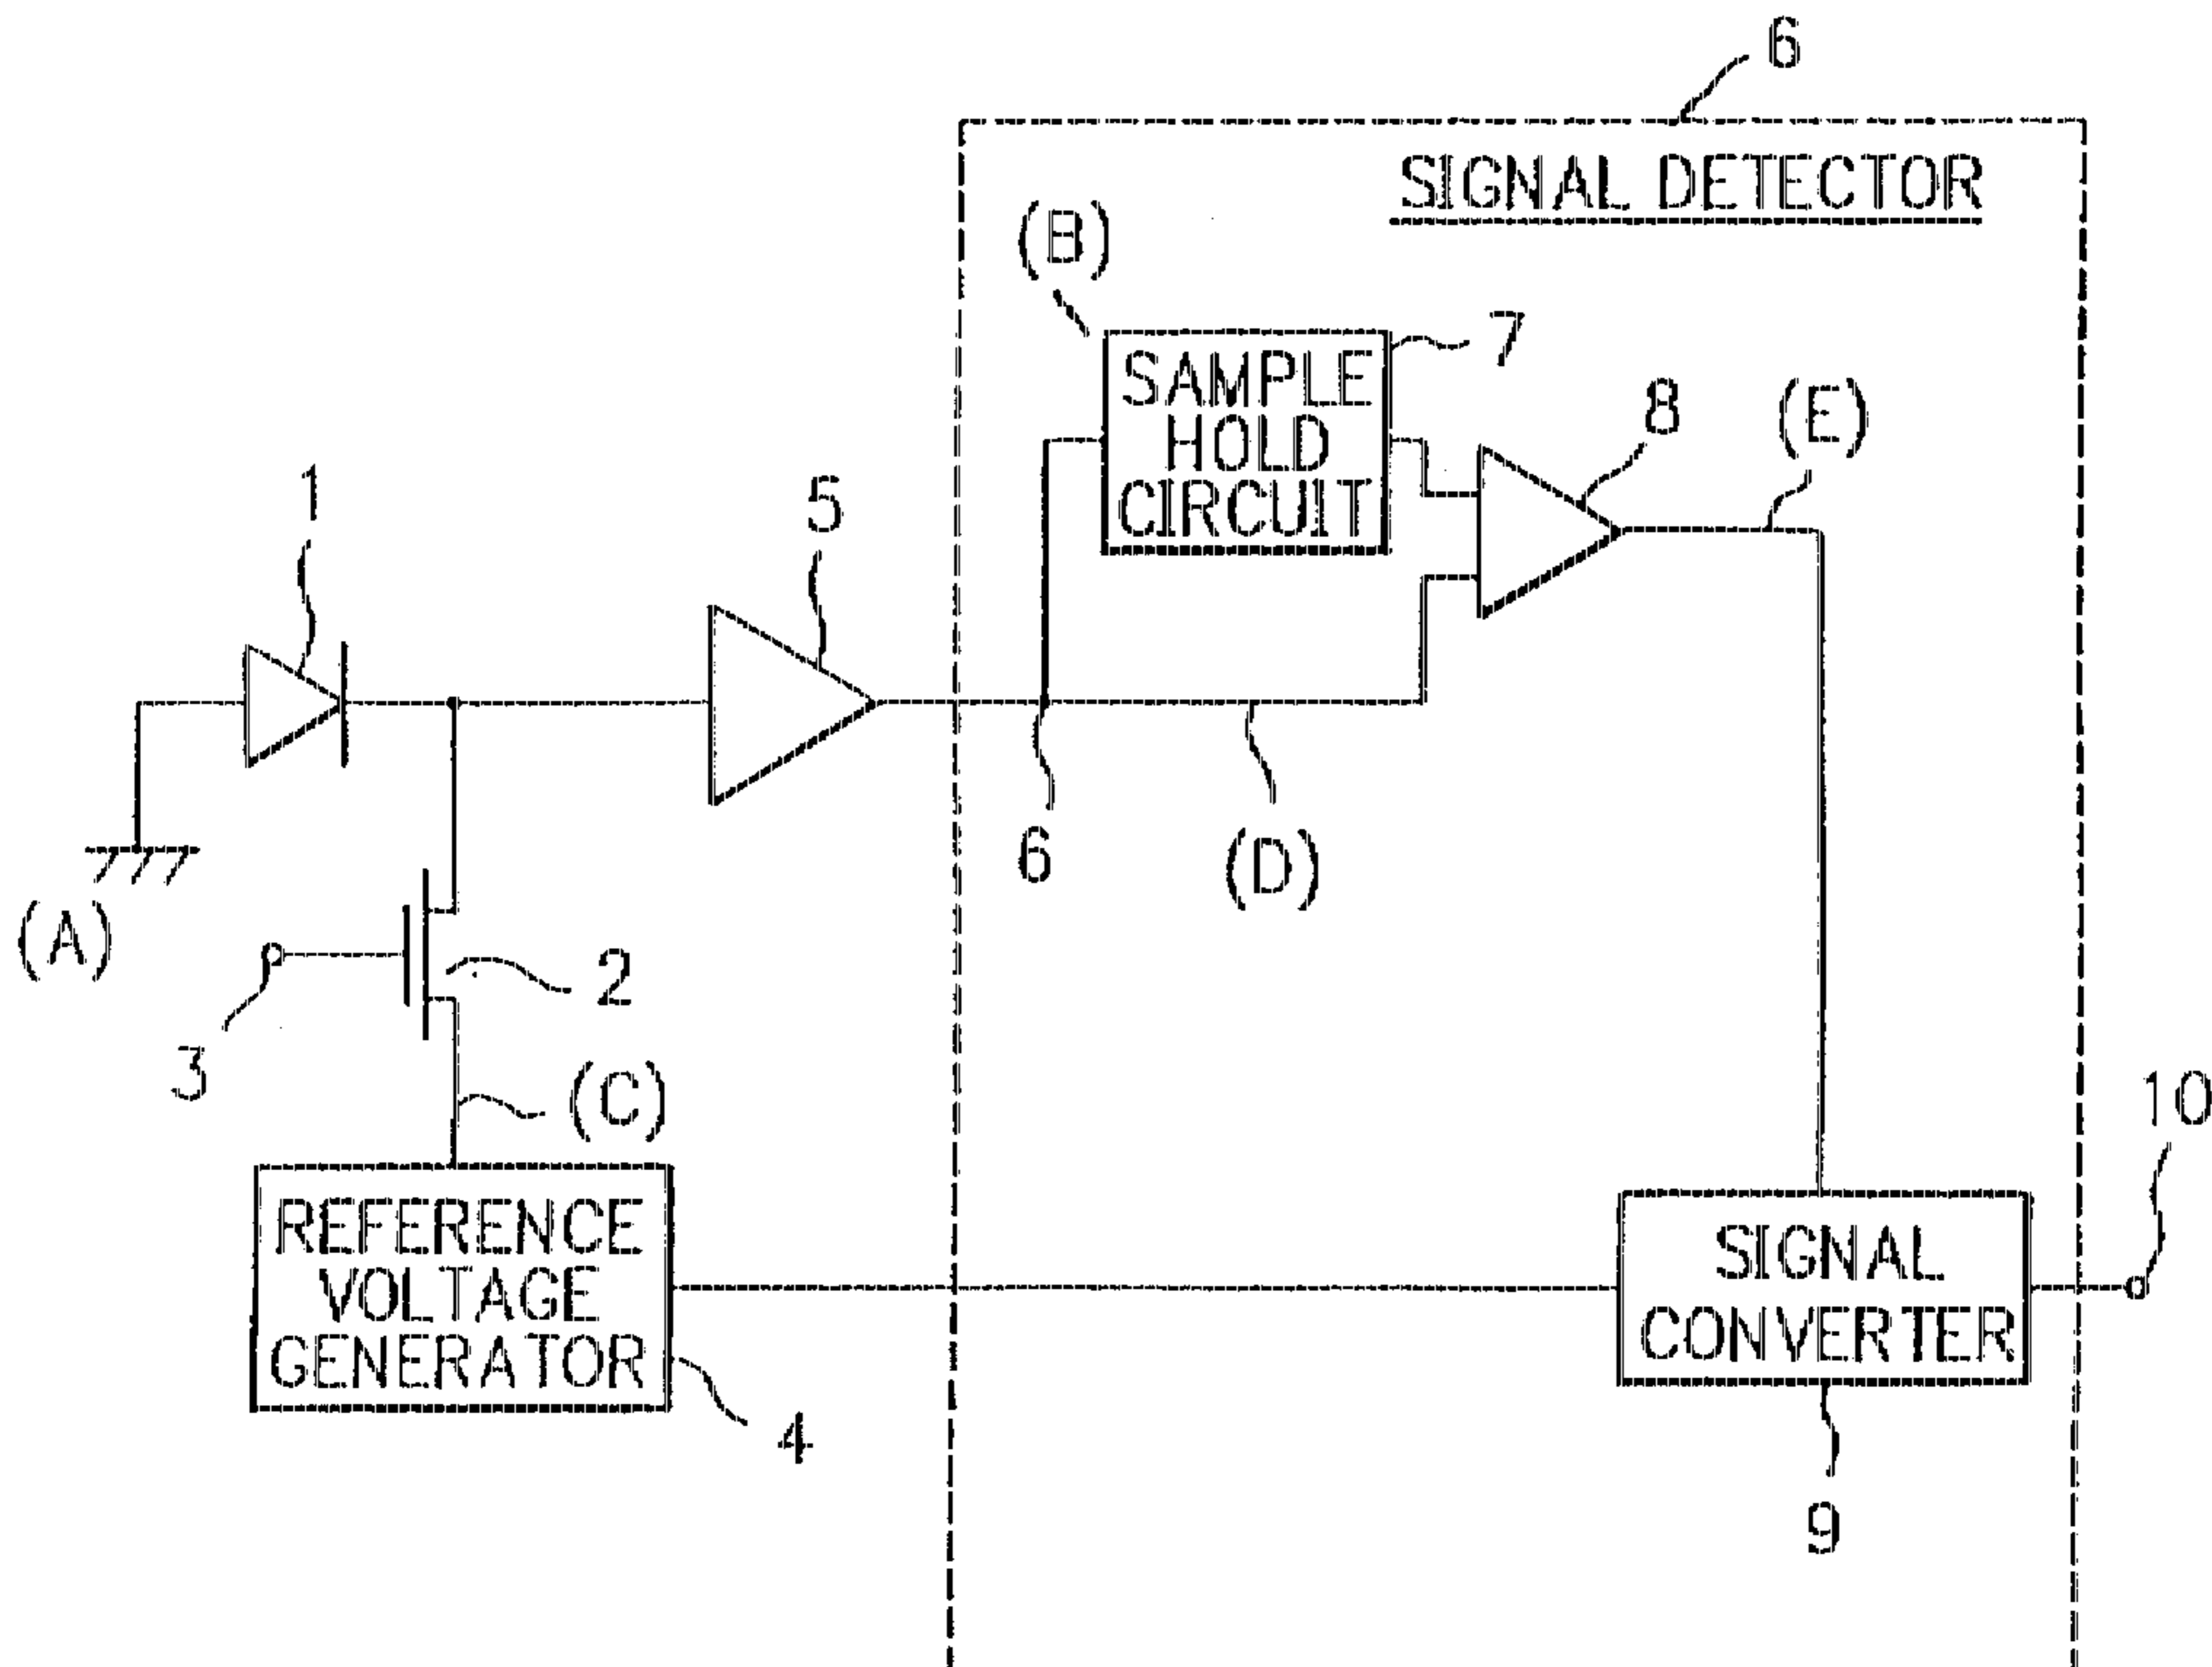 6
SIGNAL DETECTOR
(B)
7
SAMPLE
HOLD
CIRCUIT
8
(E)
1
5
6
(D)
(A)
2
3
(C)
10
REFERENCE
VOLTAGE
GENERATOR
SIGNAL
CONVERTER
4
9